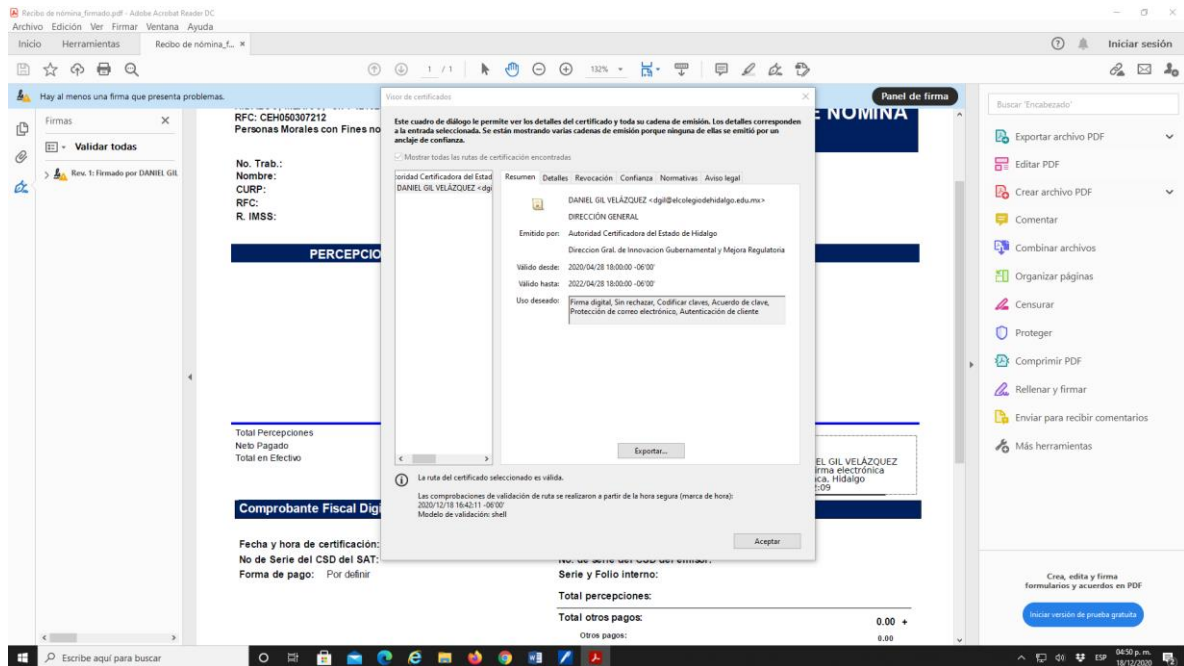 Recibo de nómina_firmado.pdf - Adobe Acrobat Reader DC
Archivo Edición Ver Firmar Ventana Ayuda
Inicio Herramientas Recibo de nómina_f... ×
Iniciar sesión
1 / 1 132%
Hay al menos una firma que presenta problemas.
Panel de firma
Firmas
Validar todas
Rev. 1: Firmado por DANIEL GIL
RFC: CEH050307212
Personas Morales con Fines no
E NOMINA
No. Trab.:
Nombre:
CURP:
RFC:
R. IMSS:
PERCEPCIO
Total Percepciones
Neto Pagado
Total en Efectivo
EL GIL VELÁZQUEZ
irma electrónica
ca. Hidalgo
:09
Comprobante Fiscal Digi
Fecha y hora de certificación:
No de Serie del CSD del SAT:
Forma de pago: Por definir
No. de serie del CSD del emisor:
Serie y Folio interno:
Total percepciones:
Total otros pagos: 0.00 +
Otros pagos: 0.00
Visor de certificados
Este cuadro de diálogo le permite ver los detalles del certificado y toda su cadena de emisión. Los detalles corresponden
a la entrada seleccionada. Se están mostrando varias cadenas de emisión porque ninguna de ellas se emitió por un
anclaje de confianza.
Mostrar todas las rutas de certificación encontradas
oridad Certificadora del Estad
DANIEL GIL VELÁZQUEZ <dgi
Resumen Detalles Revocación Confianza Normativas Aviso legal
DANIEL GIL VELÁZQUEZ <dgil@elcolegiodehidalgo.edu.mx>
DIRECCIÓN GENERAL
Emitido por: Autoridad Certificadora del Estado de Hidalgo
Direccion Gral. de Innovacion Gubernamental y Mejora Regulatoria
Válido desde: 2020/04/28 18:00:00 -06'00'
Válido hasta: 2022/04/28 18:00:00 -06'00'
Uso deseado: Firma digital, Sin rechazar, Codificar claves, Acuerdo de clave,
Protección de correo electrónico, Autenticación de cliente
Exportar...
La ruta del certificado seleccionado es válida.
Las comprobaciones de validación de ruta se realizaron a partir de la hora segura (marca de hora):
2020/12/18 16:42:11 -06'00'
Modelo de validación: shell
Aceptar
Buscar 'Encabezado'
Exportar archivo PDF
Editar PDF
Crear archivo PDF
Comentar
Combinar archivos
Organizar páginas
Censurar
Proteger
Comprimir PDF
Rellenar y firmar
Enviar para recibir comentarios
Más herramientas
Crea, edita y firma
formularios y acuerdos en PDF
Iniciar versión de prueba gratuita
Escribe aquí para buscar
ESP
04:50 p. m.
18/12/2020